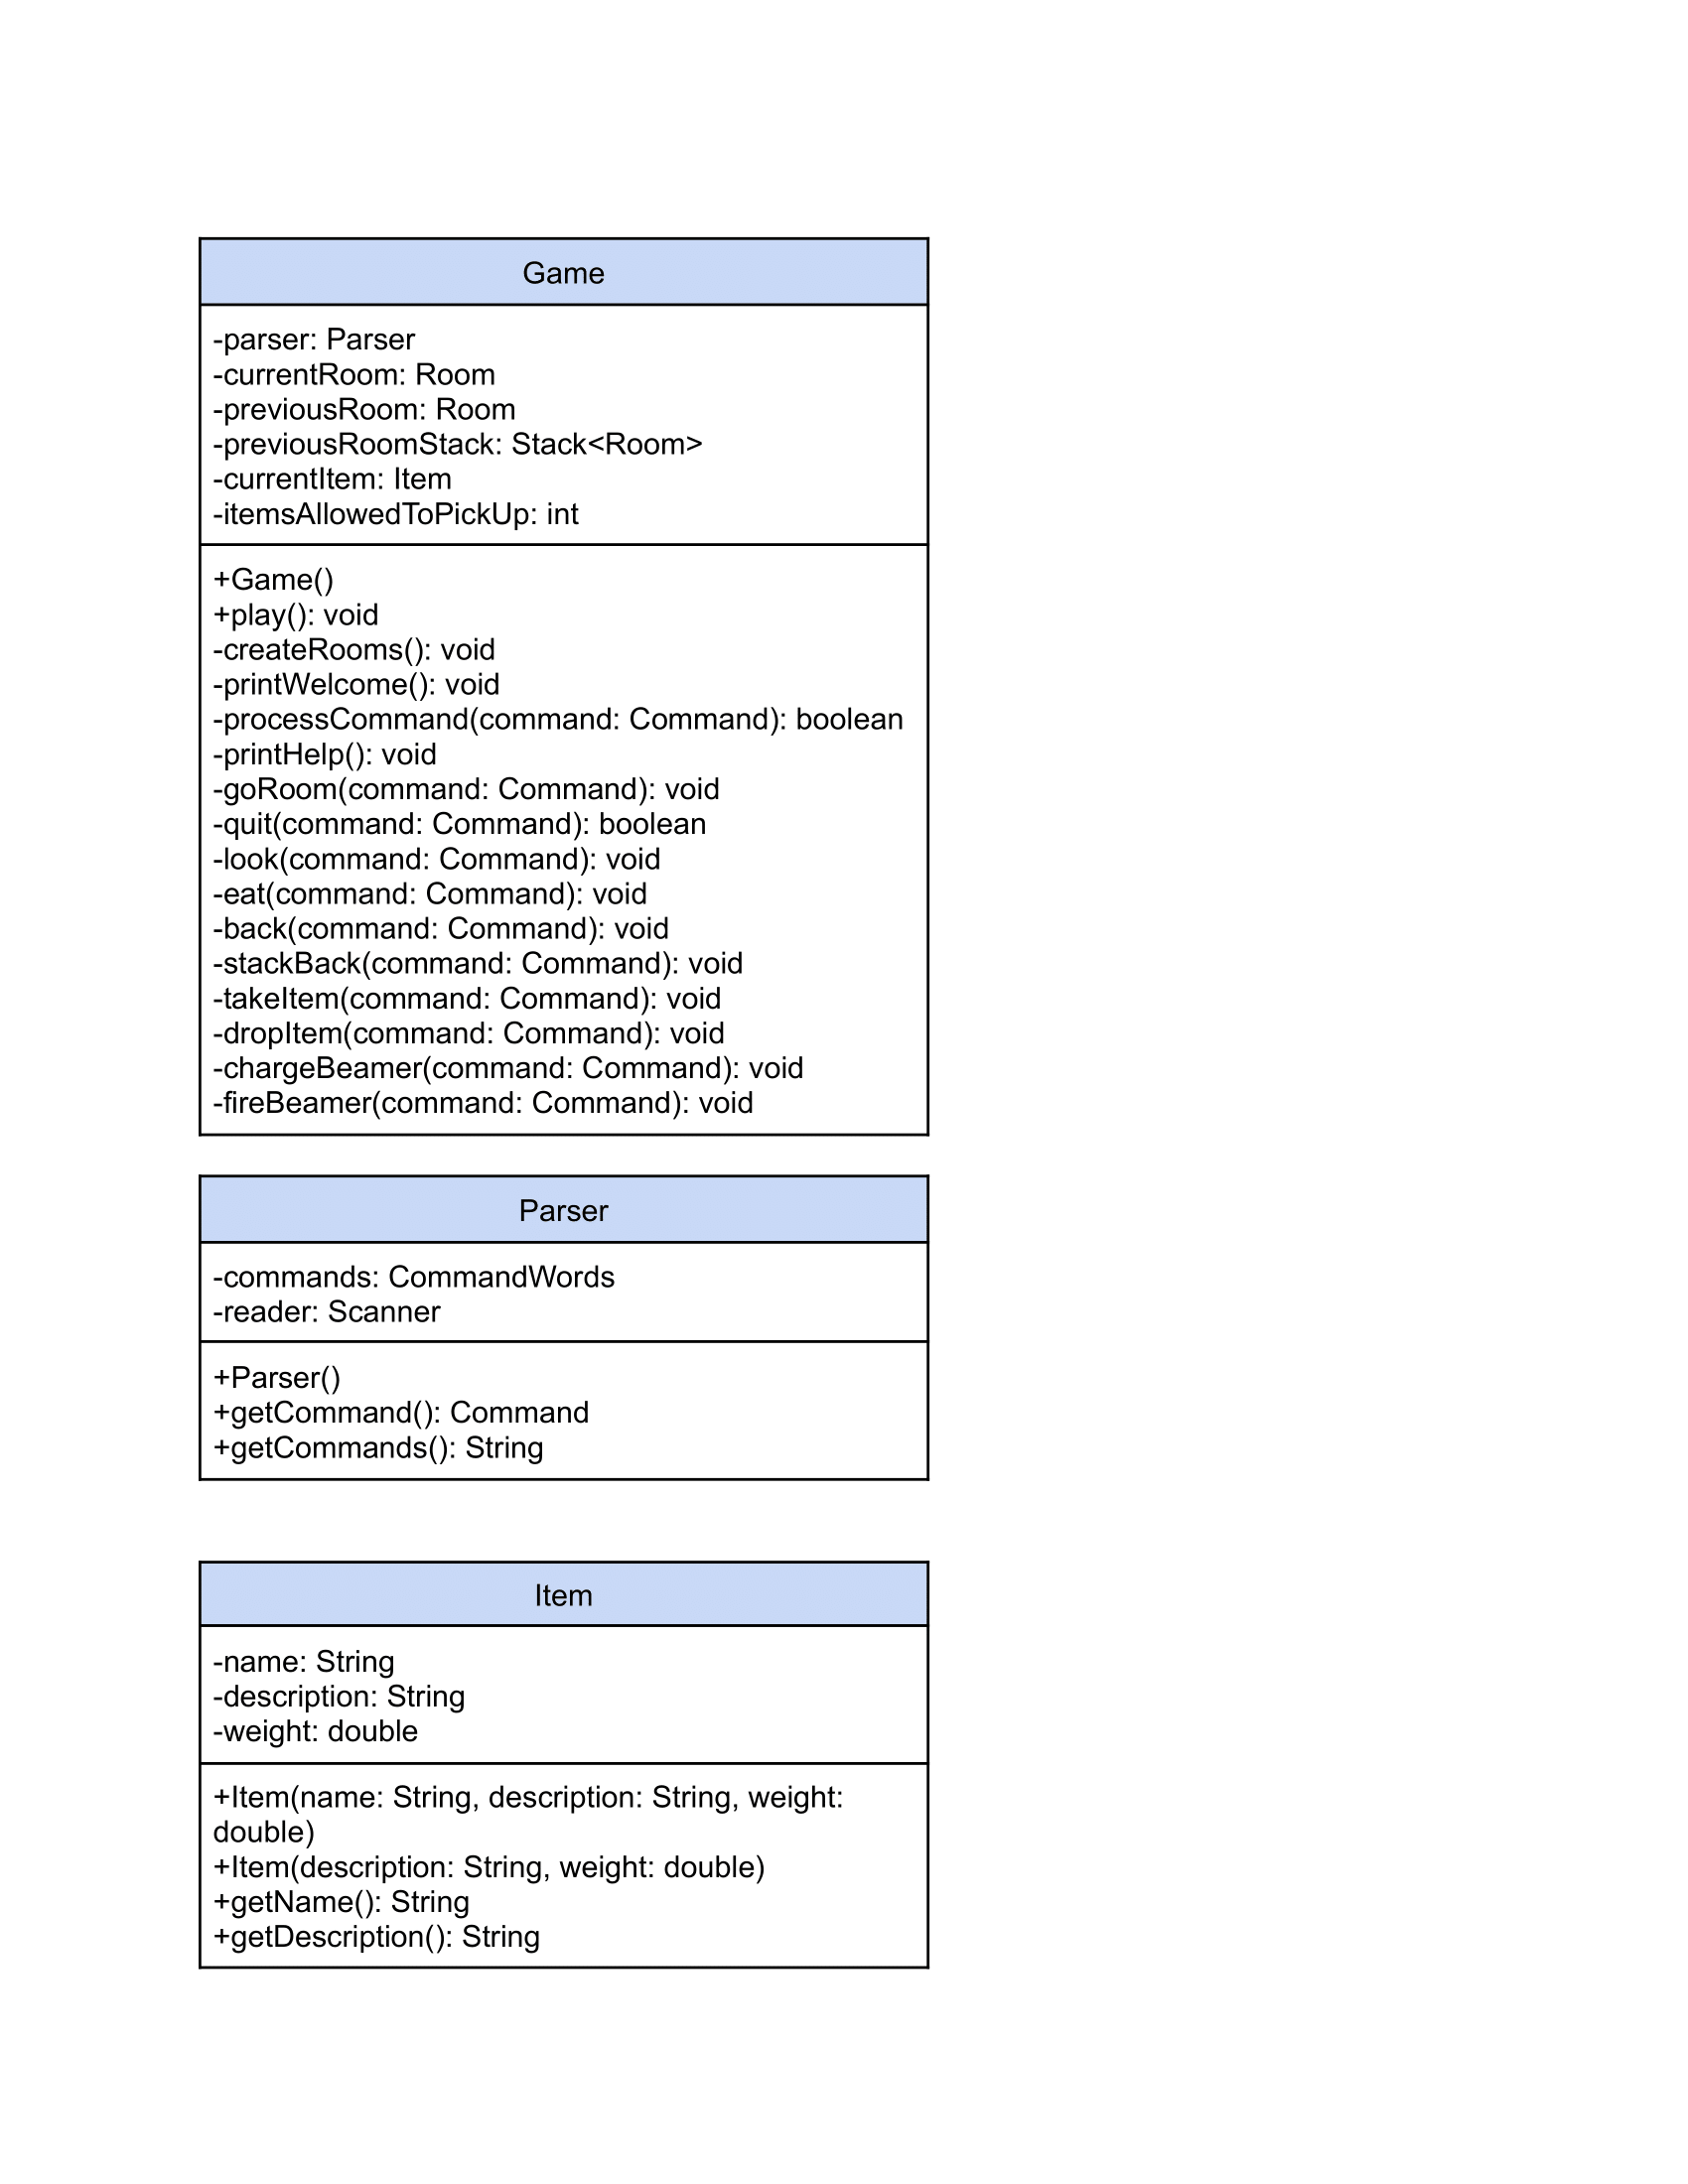 Game
-parser: Parser
-currentRoom: Room
-previousRoom: Room
-previousRoomStack: Stack<Room>
-currentItem: Item
-itemsAllowedToPickUp: int
+Game()
+play(): void
-createRooms(): void
-printWelcome(): void
-processCommand(command: Command): boolean
-printHelp(): void
-goRoom(command: Command): void
-quit(command: Command): boolean
-look(command: Command): void
-eat(command: Command): void
-back(command: Command): void
-stackBack(command: Command): void
-takeItem(command: Command): void
-dropItem(command: Command): void
-chargeBeamer(command: Command): void
-fireBeamer(command: Command): void
Parser
-commands: CommandWords
-reader: Scanner
+Parser()
+getCommand(): Command
+getCommands(): String
Item
-name: String
-description: String
-weight: double
+Item(name: String, description: String, weight:
double)
+Item(description: String, weight: double)
+getName(): String
+getDescription(): String